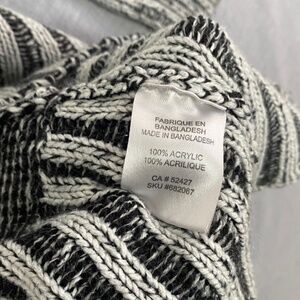 FABRIQUE EN
BANGLADESH
MADE IN BANGLADESH
100% ACRYLIC
100% ACRILIQUE
CA # 52427
SKU #682067